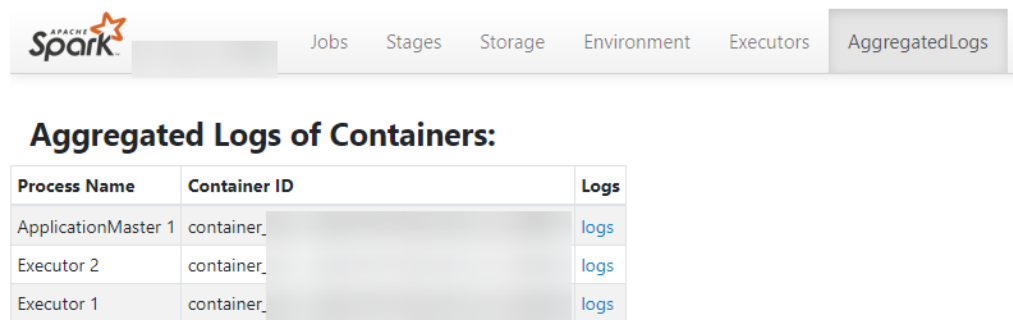 APACHE
Spark
Jobs Stages Storage Environment Executors AggregatedLogs
Aggregated Logs of Containers:
Process Name Container ID Logs
ApplicationMaster 1 container_ logs
Executor 2 container_ logs
Executor 1 container_ logs